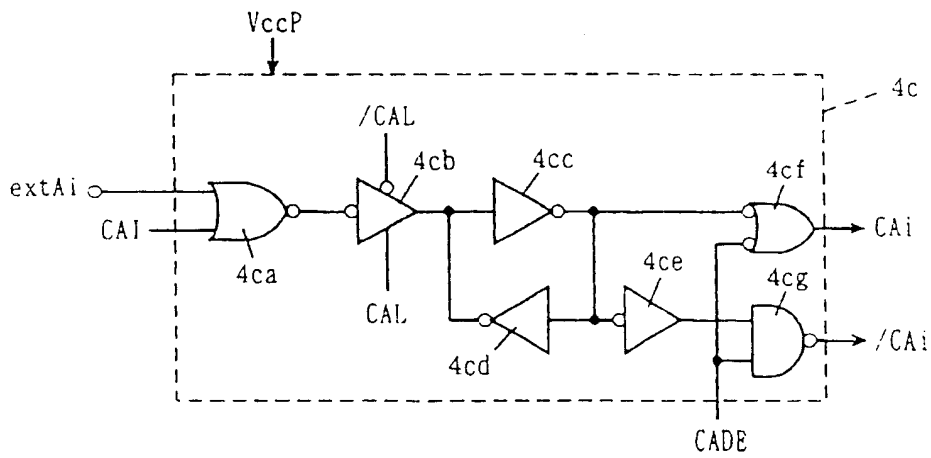 VccP
4c
/CAL
4cb
4cc
4cf
extAi
CAI
4ca
CAi
4ce
4cg
CAL
4cd
/CAi
CADE